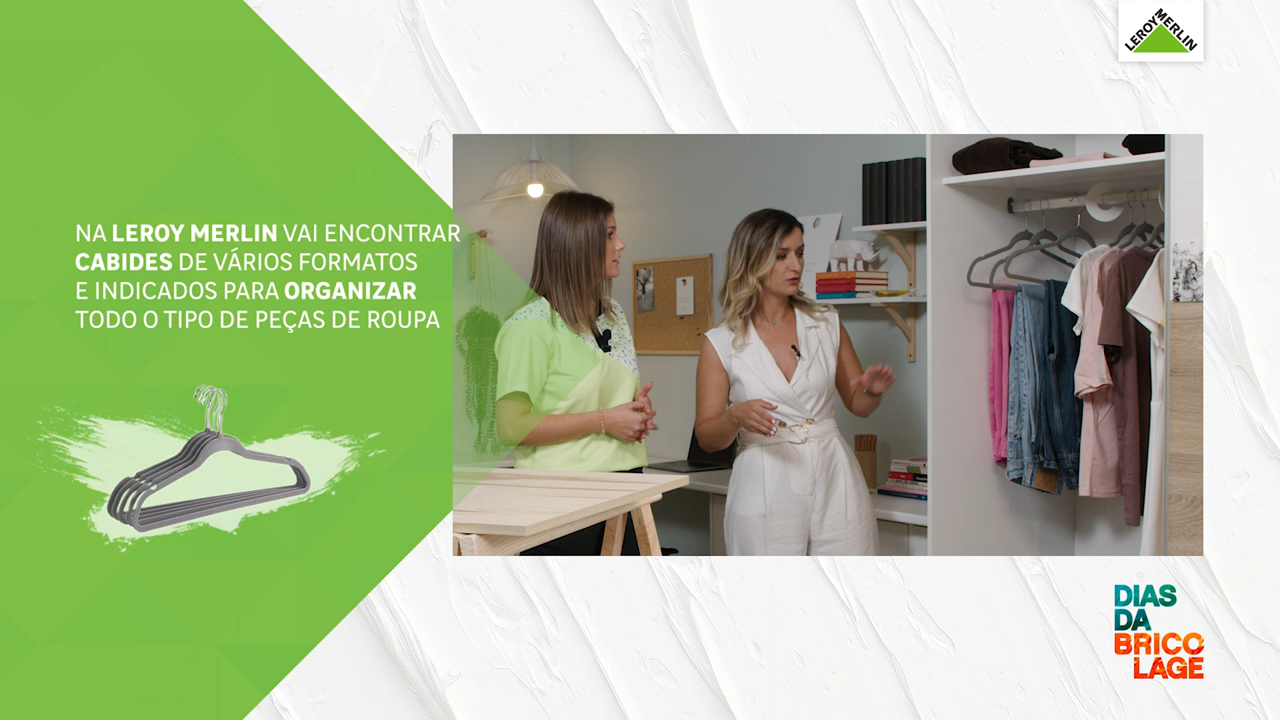 LEROY MERLIN
NA LEROY MERLIN VAI ENCONTRAR
CABIDES DE VÁRIOS FORMATOS
E INDICADOS PARA ORGANIZAR
TODO O TIPO DE PEÇAS DE ROUPA
DIAS
DA
BRICO
LAGE